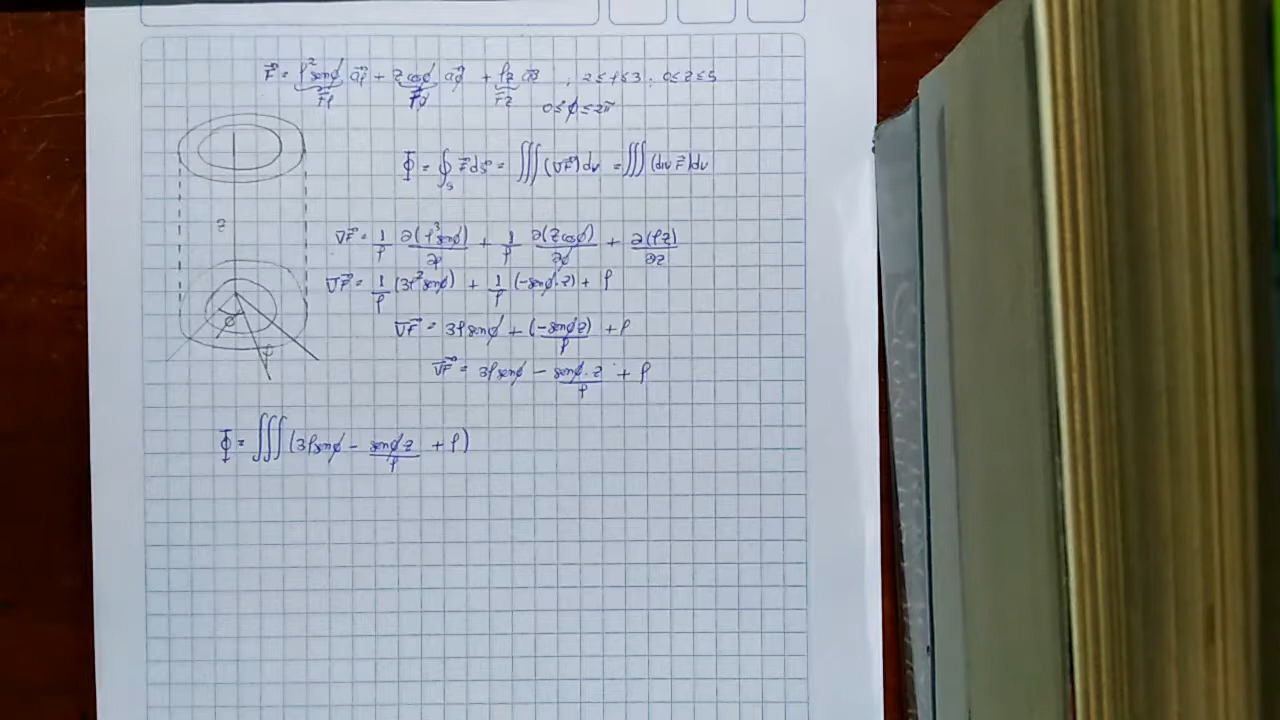 F⃗ = ρ² senϕ aρ⃗ + z cosϕ aϕ⃗ + ρz az⃗ , 2≤ρ≤3 ; 0≤z≤5
F⃗ρ F⃗ϕ F⃗z 0≤ϕ≤2π
Φ = ∮s F⃗ ds⃗ = ∭ (∇F⃗) dv = ∭ (div F⃗) dv
z
∇F⃗ = 1/ρ ∂(ρ³ senϕ)/∂ρ + 1/ρ ∂(z cosϕ)/∂ϕ + ∂(ρz)/∂z
∇F⃗ = 1/ρ (3ρ² senϕ) + 1/ρ (-senϕ·z) + ρ
∇F⃗ = 3ρ senϕ + (-senϕ z)/ρ + ρ
ϕ
ρ
∇F⃗ = 3ρ senϕ - senϕ·z/ρ + ρ
Φ = ∭ (3ρ senϕ - senϕ z/ρ + ρ)